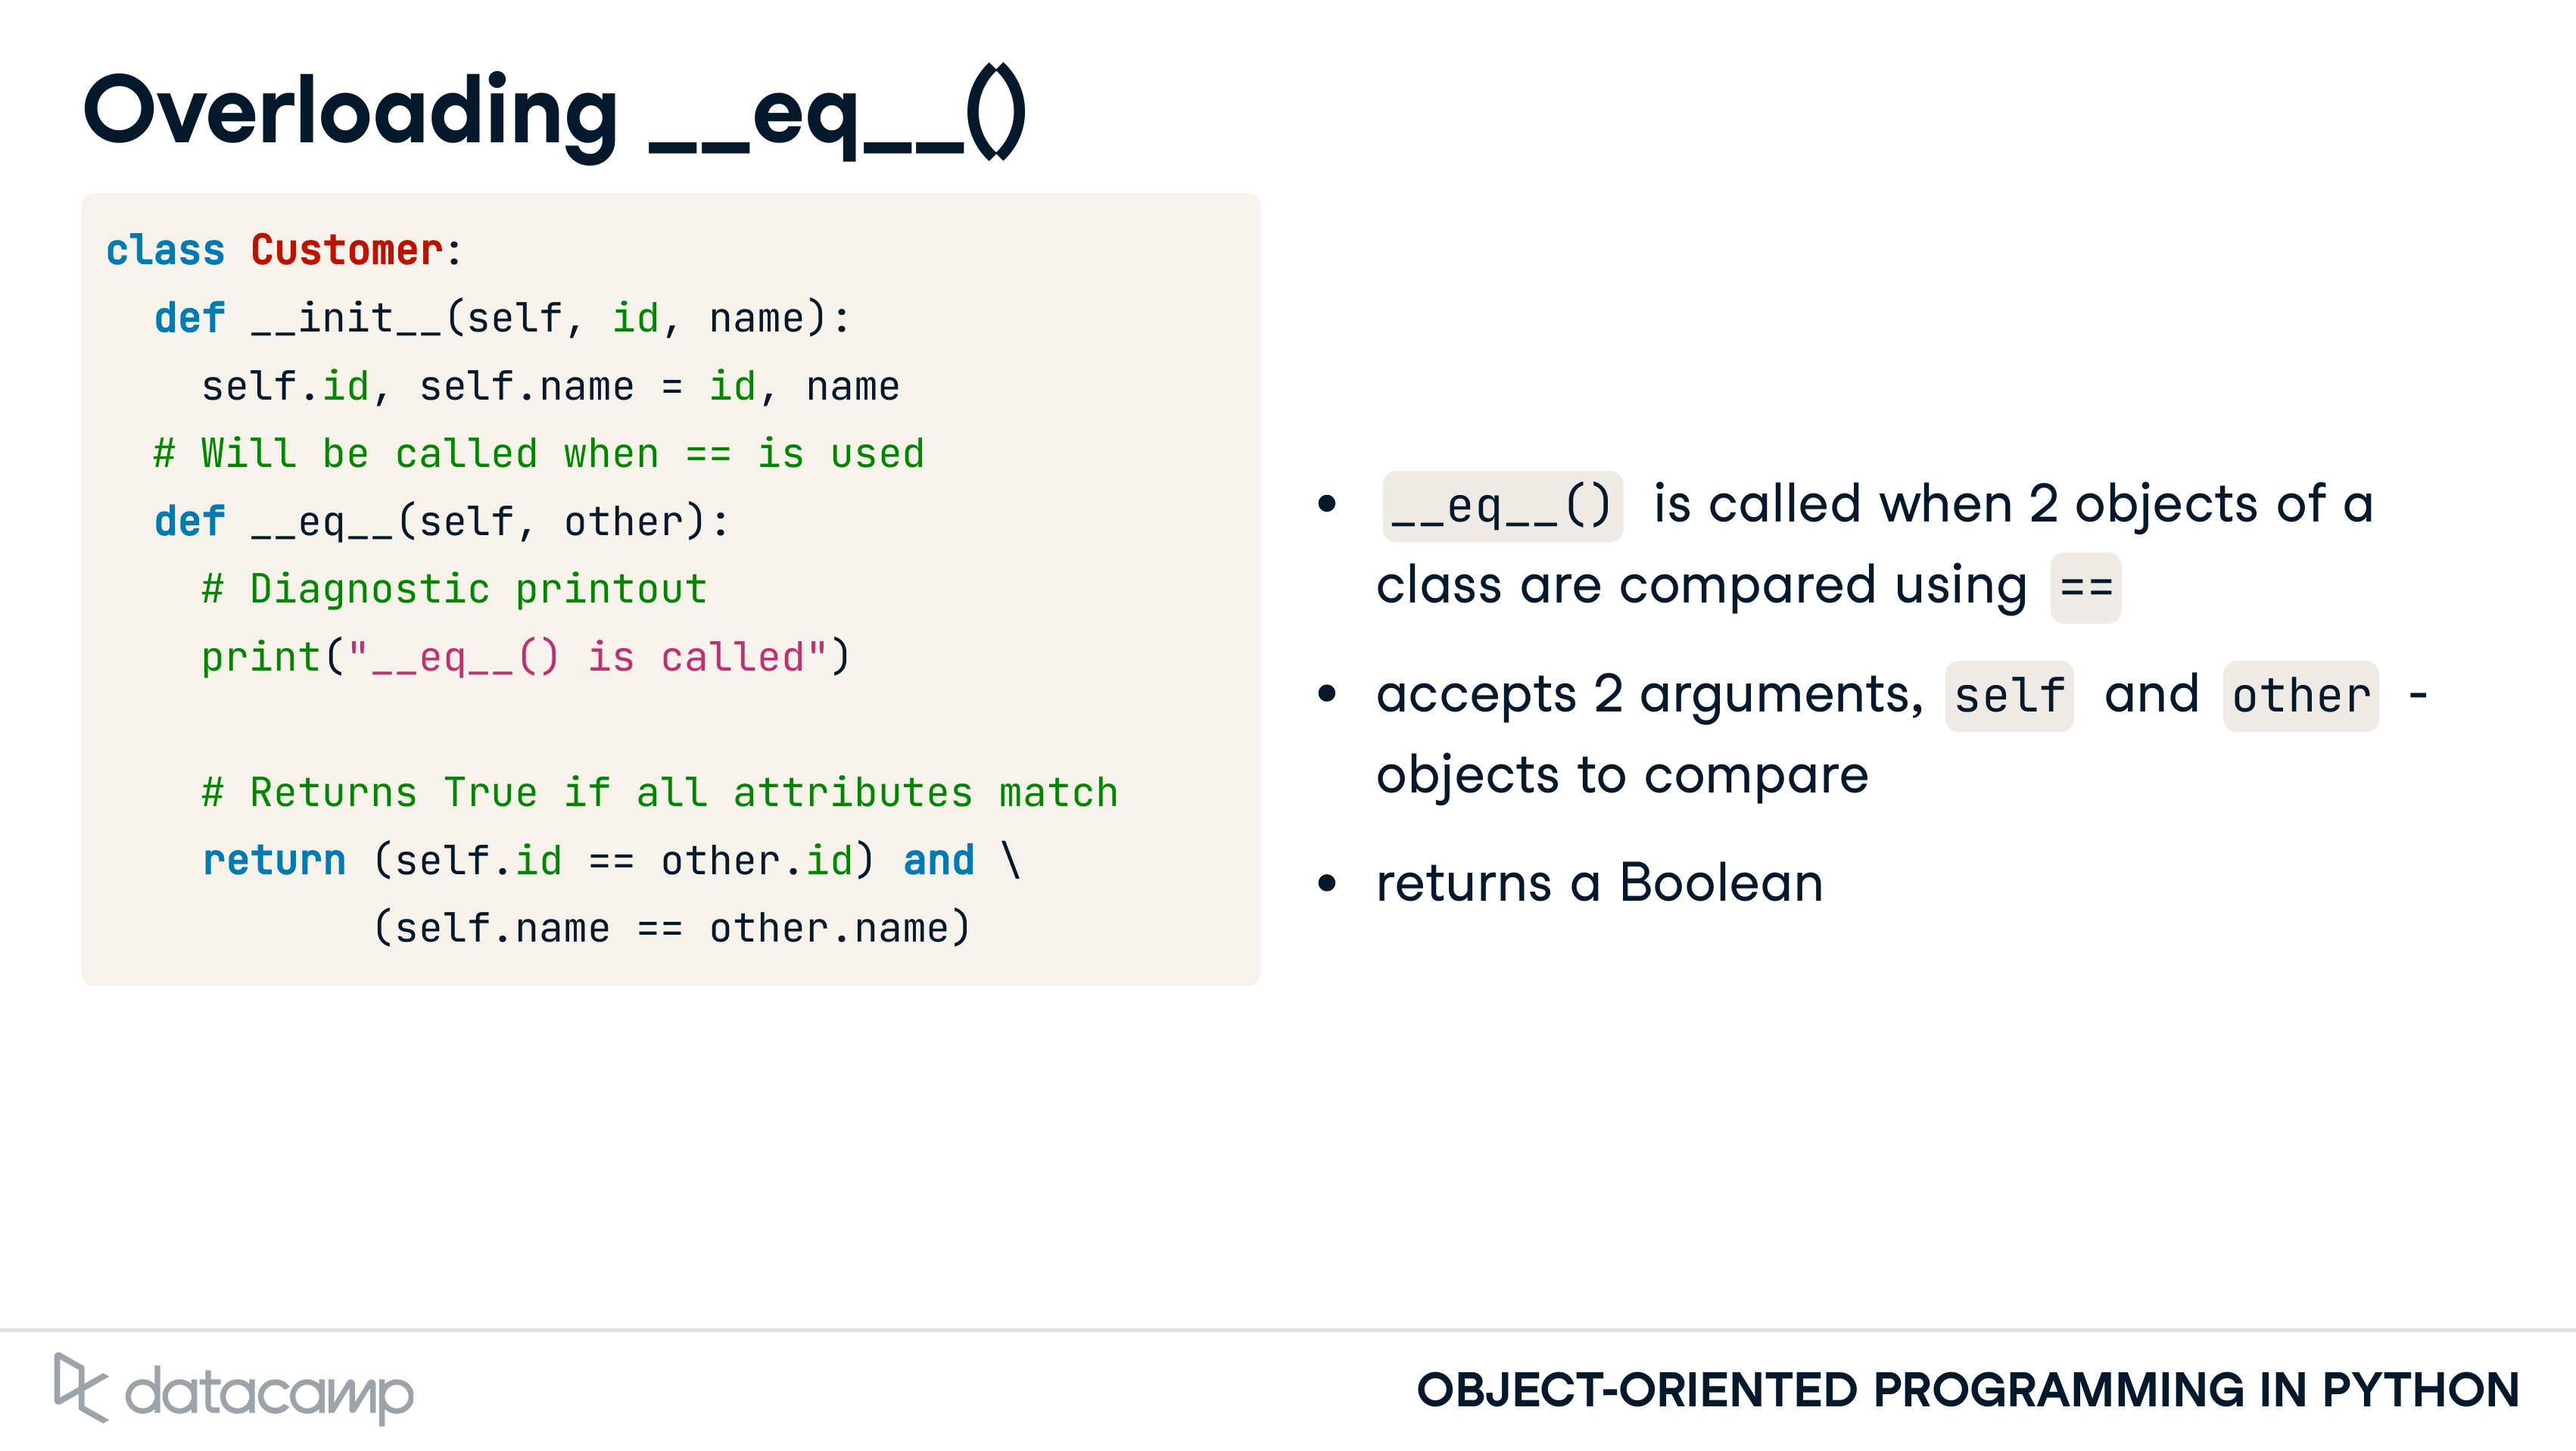 Overloading __eq__()
class Customer:
  def __init__(self, id, name):
    self.id, self.name = id, name
  # Will be called when == is used
  def __eq__(self, other):
    # Diagnostic printout
    print("__eq__() is called")
    # Returns True if all attributes match
    return (self.id == other.id) and \
           (self.name == other.name)
• __eq__() is called when 2 objects of a
class are compared using ==
• accepts 2 arguments, self and other -
objects to compare
• returns a Boolean
datacamp
OBJECT-ORIENTED PROGRAMMING IN PYTHON